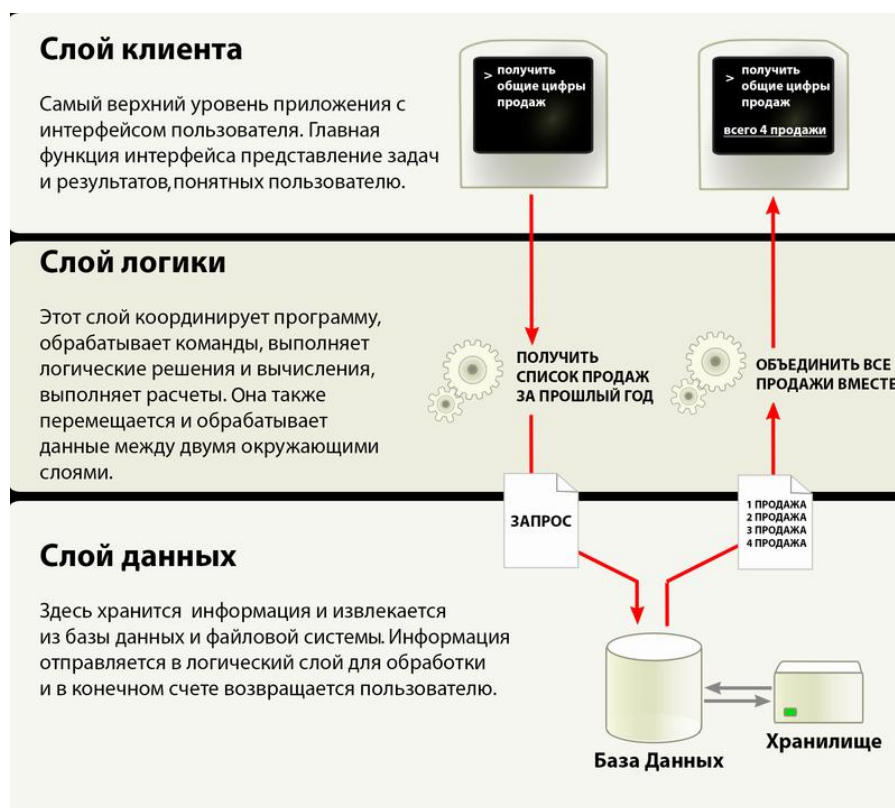 Слой клиента
Самый верхний уровень приложения с
интерфейсом пользователя. Главная
функция интерфейса представление задач
и результатов,понятных пользователю.
> получить
общие цифры
продаж
> получить
общие цифры
продаж
всего 4 продажи
Слой логики
Этот слой координирует программу,
обрабатывает команды, выполняет
логические решения и вычисления,
выполняет расчеты. Она также
перемещается и обрабатывает
данные между двумя окружающими
слоями.
ПОЛУЧИТЬ
СПИСОК ПРОДАЖ
ЗА ПРОШЛЫЙ ГОД
ОБЪЕДИНИТЬ ВСЕ
ПРОДАЖИ ВМЕСТЕ
ЗАПРОС
1 ПРОДАЖА
2 ПРОДАЖА
3 ПРОДАЖА
4 ПРОДАЖА
Слой данных
Здесь хранится информация и извлекается
из базы данных и файловой системы. Информация
отправляется в логический слой для обработки
и в конечном счете возвращается пользователю.
База Данных
Хранилище